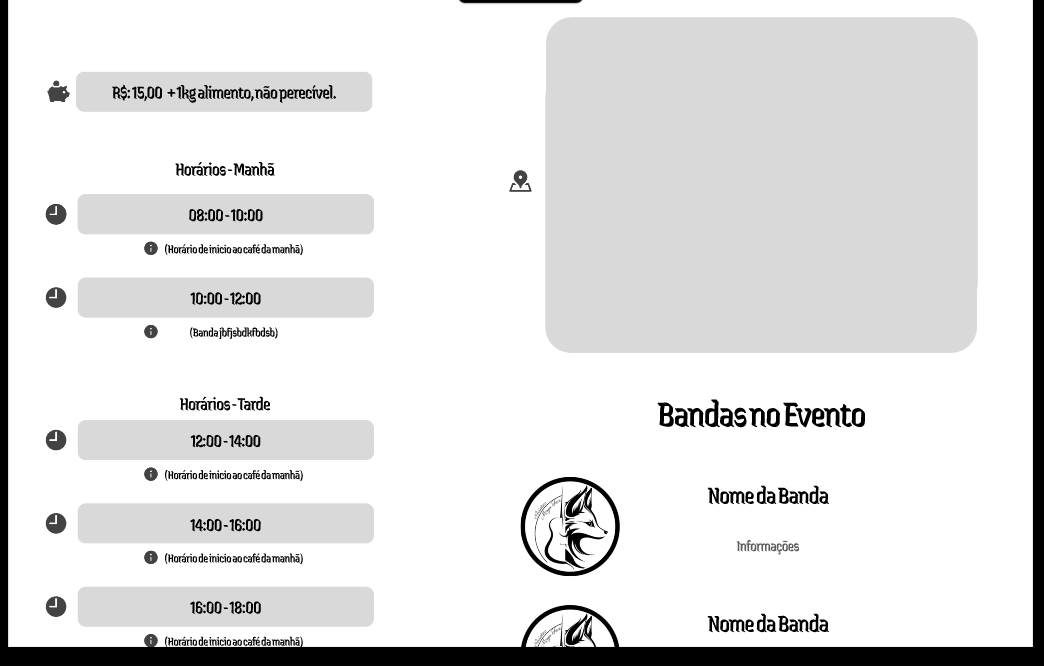 R$: 15,00 + 1kg alimento, não perecível.
Horários - Manhã
08:00 - 10:00
(Horário de inicio ao café da manhã)
10:00 - 12:00
(Banda jbfjsbdkfbdsb)
Horários - Tarde
12:00 - 14:00
(Horário de inicio ao café da manhã)
14:00 - 16:00
(Horário de inicio ao café da manhã)
16:00 - 18:00
(Horário de inicio ao café da manhã)
Bandas no Evento
Nome da Banda
Informações
Nome da Banda